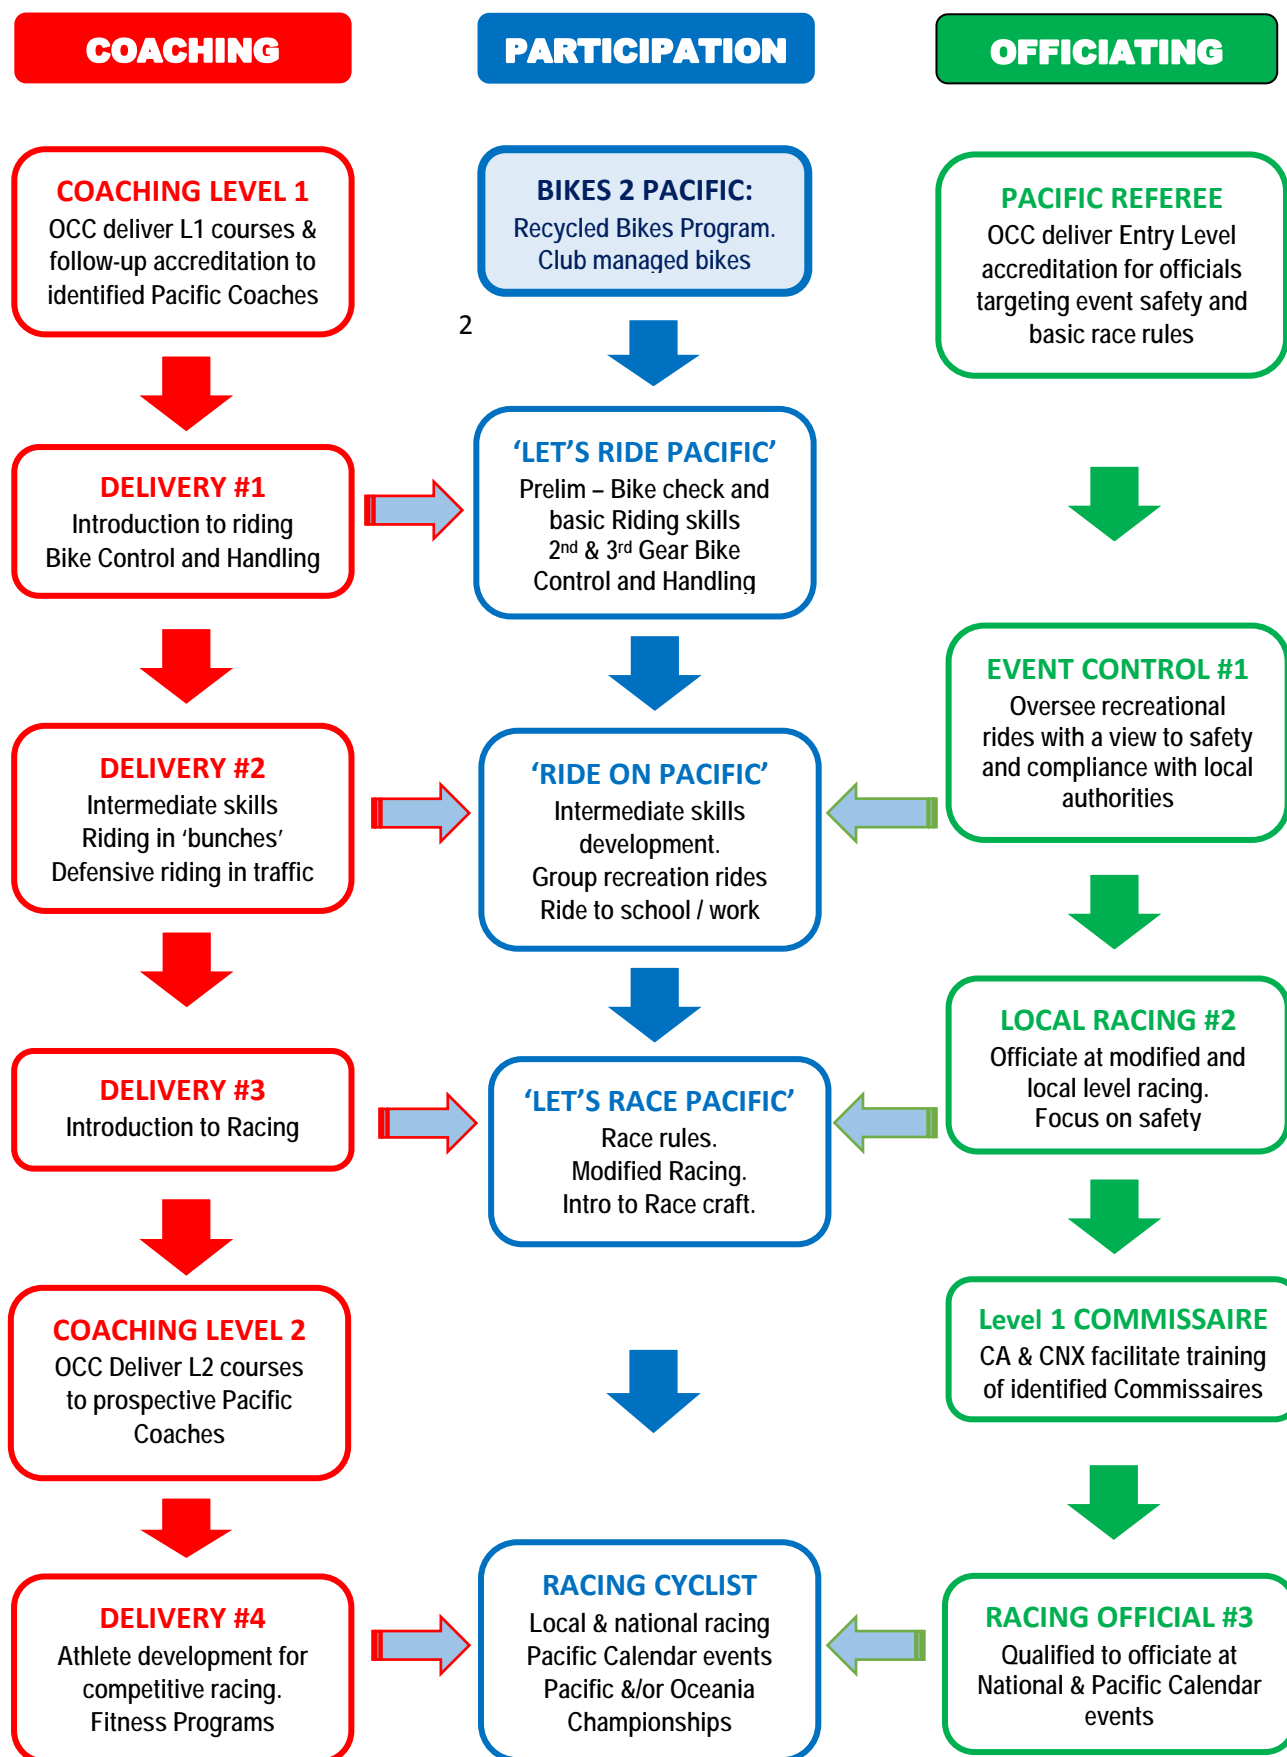 COACHING
PARTICIPATION
OFFICIATING
COACHING LEVEL 1
OCC deliver L1 courses &
follow-up accreditation to
identified Pacific Coaches
BIKES 2 PACIFIC:
Recycled Bikes Program.
Club managed bikes
PACIFIC REFEREE
OCC deliver Entry Level
accreditation for officials
targeting event safety and
basic race rules
2
DELIVERY #1
Introduction to riding
Bike Control and Handling
‘LET’S RIDE PACIFIC’
Prelim – Bike check and
basic Riding skills
2nd & 3rd Gear Bike
Control and Handling
EVENT CONTROL #1
Oversee recreational
rides with a view to safety
and compliance with local
authorities
DELIVERY #2
Intermediate skills
Riding in ‘bunches’
Defensive riding in traffic
‘RIDE ON PACIFIC’
Intermediate skills
development.
Group recreation rides
Ride to school / work
LOCAL RACING #2
Officiate at modified and
local level racing.
Focus on safety
DELIVERY #3
Introduction to Racing
‘LET’S RACE PACIFIC’
Race rules.
Modified Racing.
Intro to Race craft.
COACHING LEVEL 2
OCC Deliver L2 courses
to prospective Pacific
Coaches
Level 1 COMMISSAIRE
CA & CNX facilitate training
of identified Commissaires
DELIVERY #4
Athlete development for
competitive racing.
Fitness Programs
RACING CYCLIST
Local & national racing
Pacific Calendar events
Pacific &/or Oceania
Championships
RACING OFFICIAL #3
Qualified to officiate at
National & Pacific Calendar
events